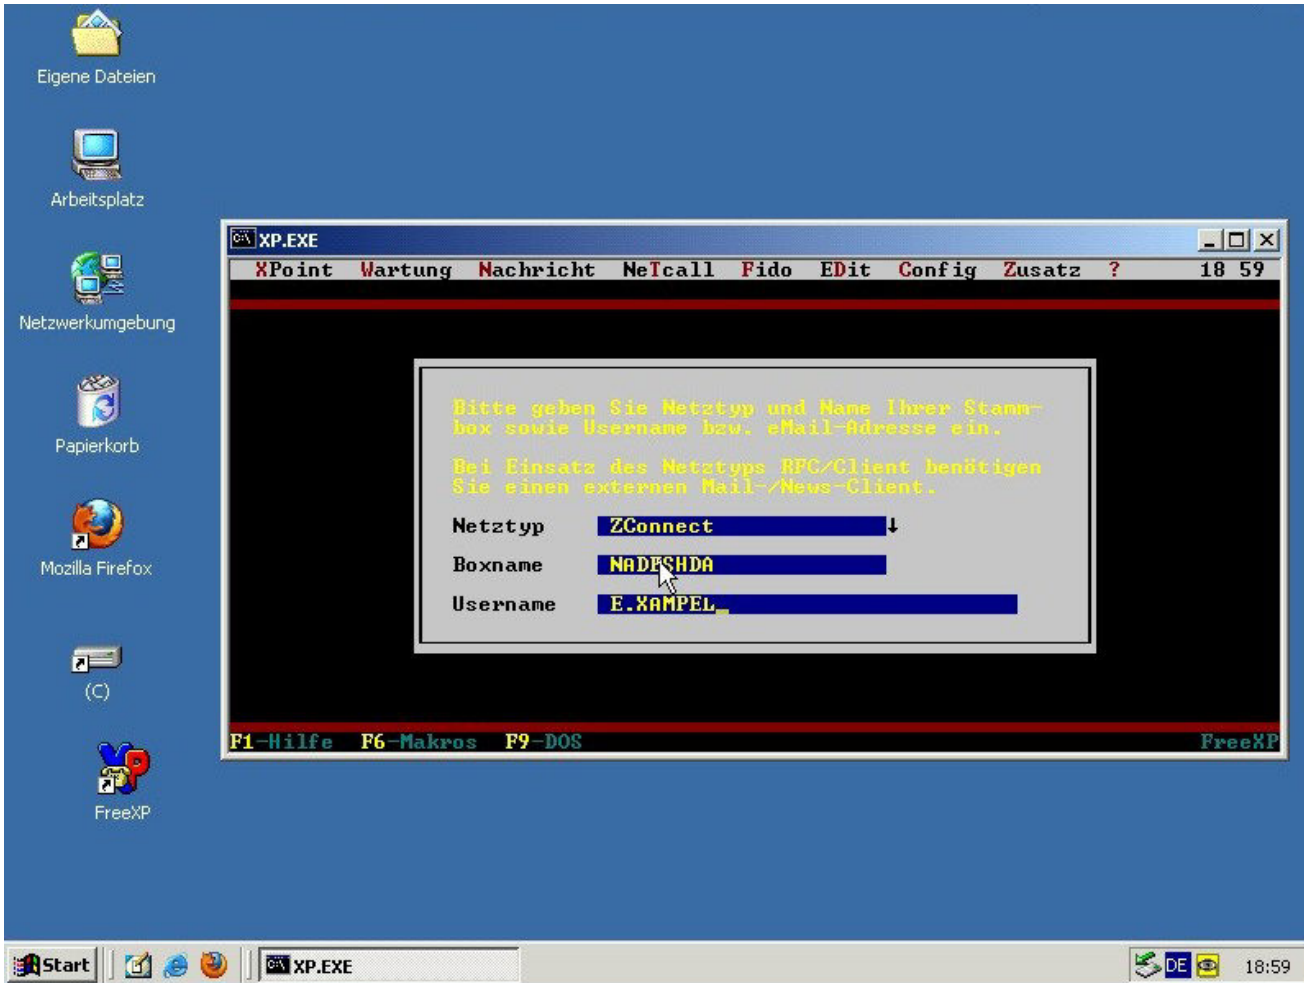 Eigene Dateien
Arbeitsplatz
Netzwerkumgebung
Papierkorb
Mozilla Firefox
(C)
FreeXP
C:\ XP.EXE
XPoint Wartung Nachricht NeTcall Fido EDit Config Zusatz ? 18 59
Bitte geben Sie Netztyp und Name Ihrer Stamm-
box sowie Username bzw. eMail-Adresse ein.
Bei Einsatz des Netztyps RFC/Client benötigen
Sie einen externen Mail-/News-Client.
Netztyp ZConnect ↓
Boxname NADESHDA
Username E.XAMPEL_
F1-Hilfe F6-Makros F9-DOS FreeXP
Start C:\ XP.EXE DE 18:59